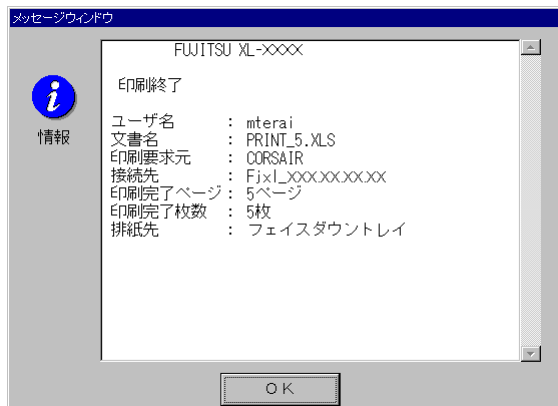 メッセージウィンドウ
FUJITSU XL-XXXX
印刷終了
情報
ユーザ名 : mterai
文書名 : PRINT_5.XLS
印刷要求元 : CORSAIR
接続先 : Fjxl_XXX.XX.XX.XX
印刷完了ページ : 5ページ
印刷完了枚数 : 5枚
排紙先 : フェイスダウントレイ
ＯＫ